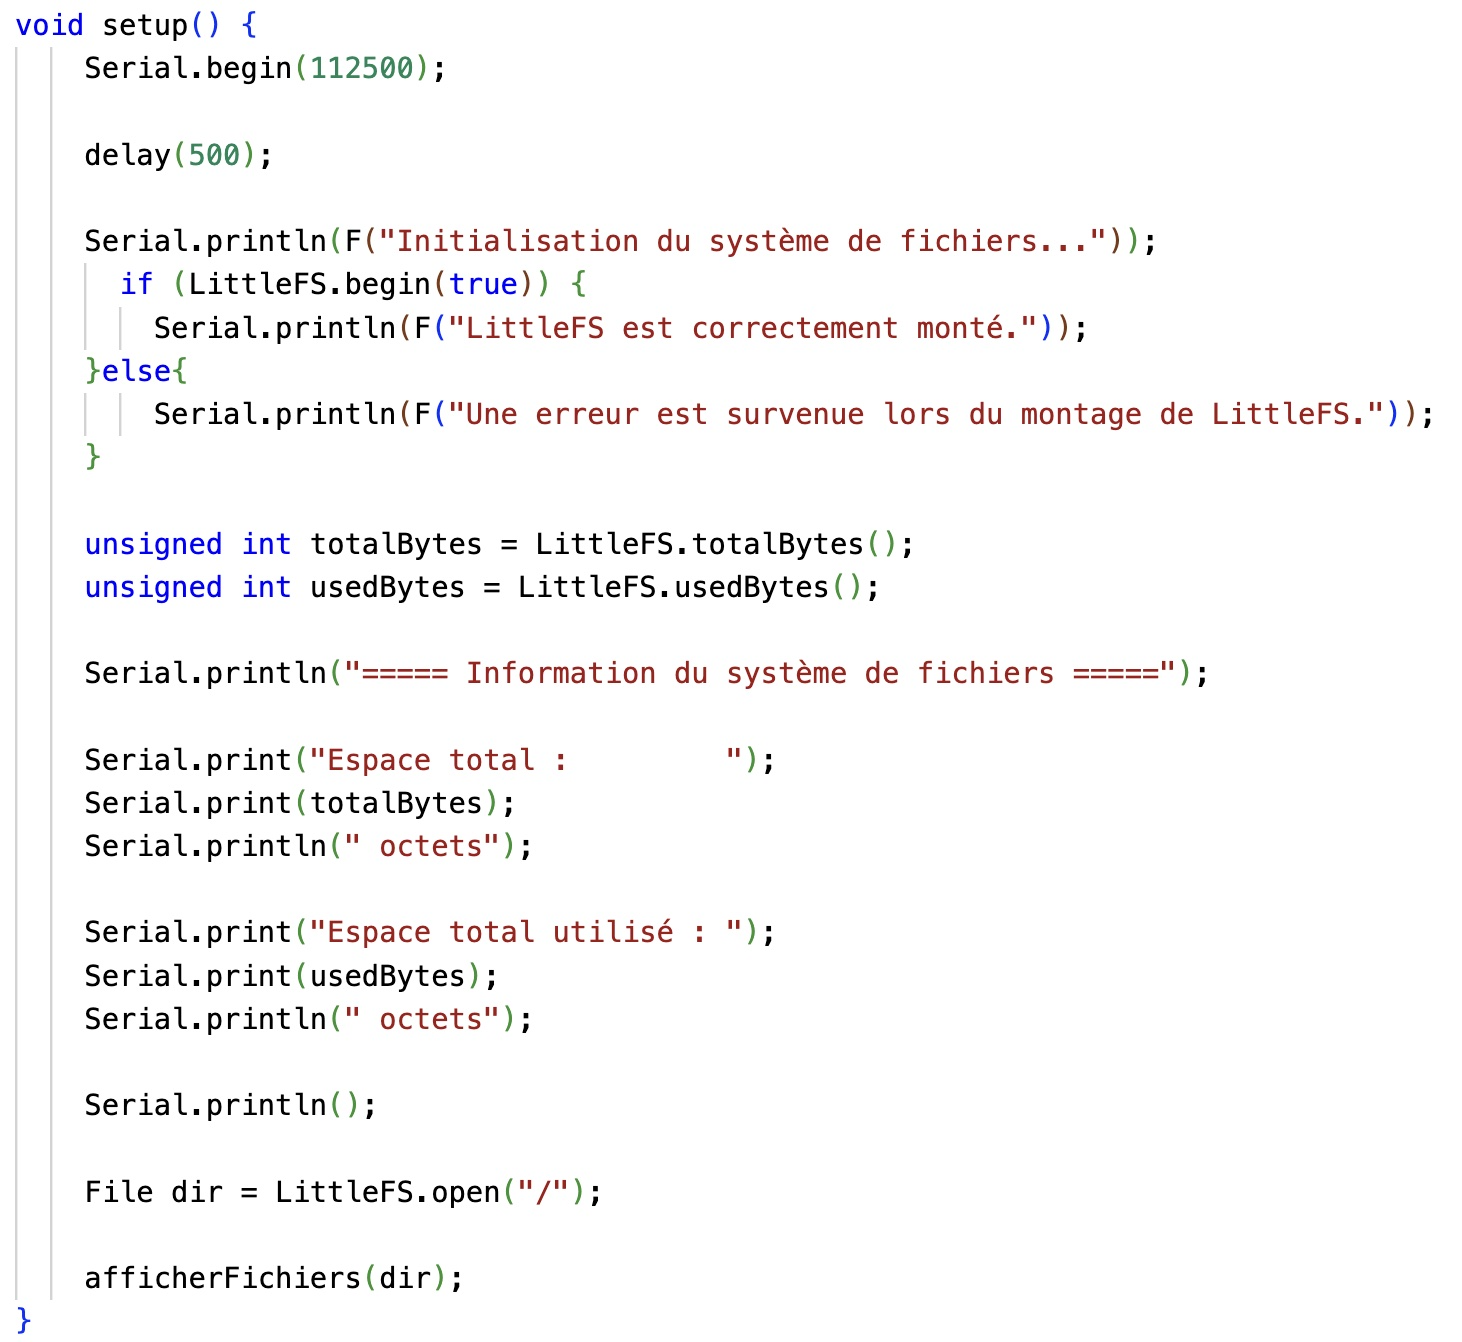 void setup() {
    Serial.begin(112500);

    delay(500);

    Serial.println(F("Initialisation du système de fichiers..."));
      if (LittleFS.begin(true)) {
        Serial.println(F("LittleFS est correctement monté."));
    }else{
        Serial.println(F("Une erreur est survenue lors du montage de LittleFS."));
    }

    unsigned int totalBytes = LittleFS.totalBytes();
    unsigned int usedBytes = LittleFS.usedBytes();

    Serial.println("===== Information du système de fichiers =====");

    Serial.print("Espace total :         ");
    Serial.print(totalBytes);
    Serial.println(" octets");

    Serial.print("Espace total utilisé : ");
    Serial.print(usedBytes);
    Serial.println(" octets");

    Serial.println();

    File dir = LittleFS.open("/");

    afficherFichiers(dir);
}